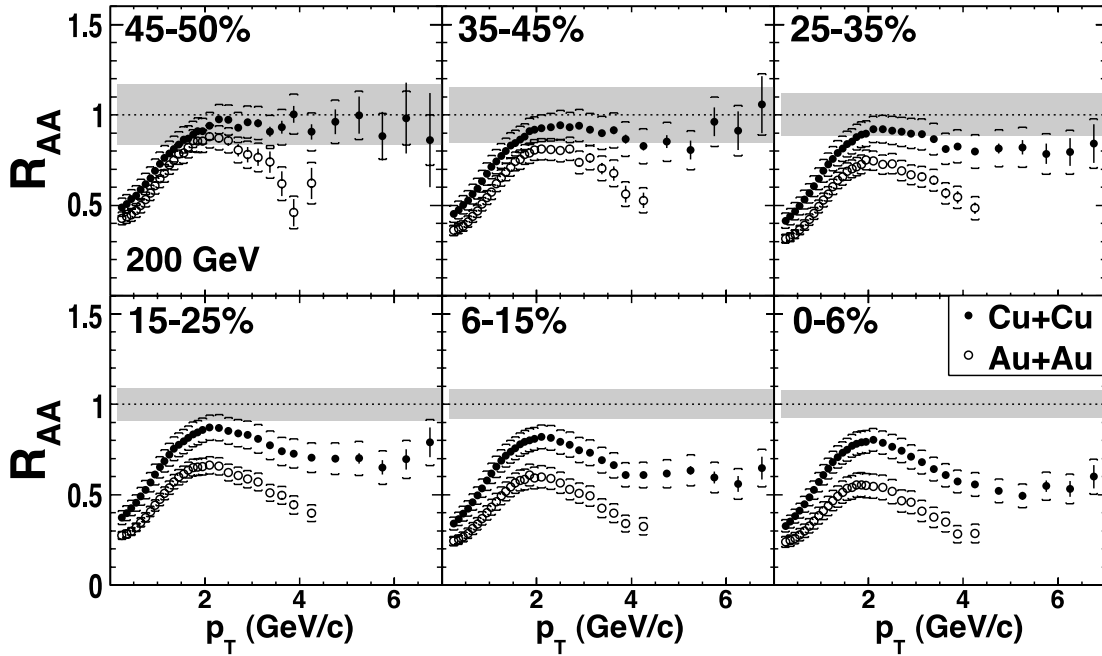 45-50%
35-45%
25-35%
1.5
1
0.5
R_AA
200 GeV
15-25%
6-15%
0-6%
Cu+Cu
Au+Au
1.5
1
0.5
0
R_AA
2 4 6
2 4 6
2 4 6
p_T (GeV/c)
p_T (GeV/c)
p_T (GeV/c)